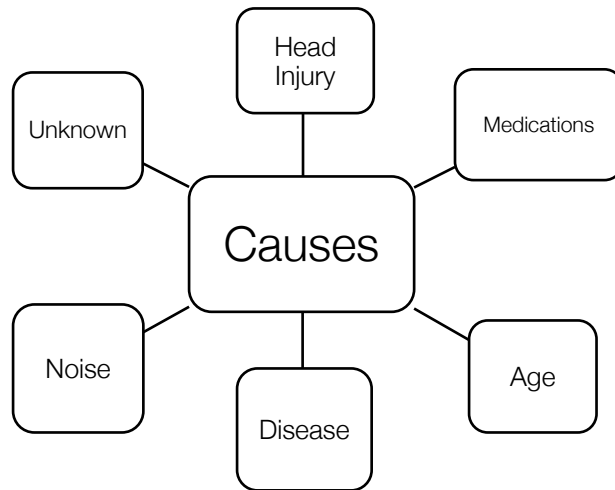 Head
Injury
Unknown
Medications
Causes
Noise
Age
Disease